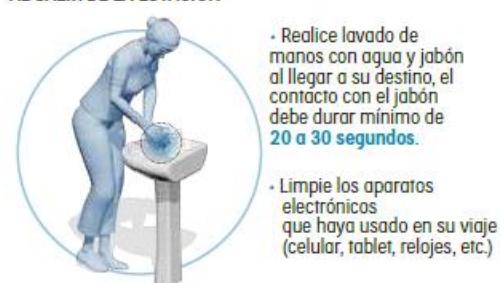 • Realice lavado de
manos con agua y jabón
al llegar a su destino, el
contacto con el jabón
debe durar mínimo de
20 a 30 segundos.
• Limpie los aparatos
electrónicos
que haya usado en su viaje
(celular, tablet, relojes, etc.)